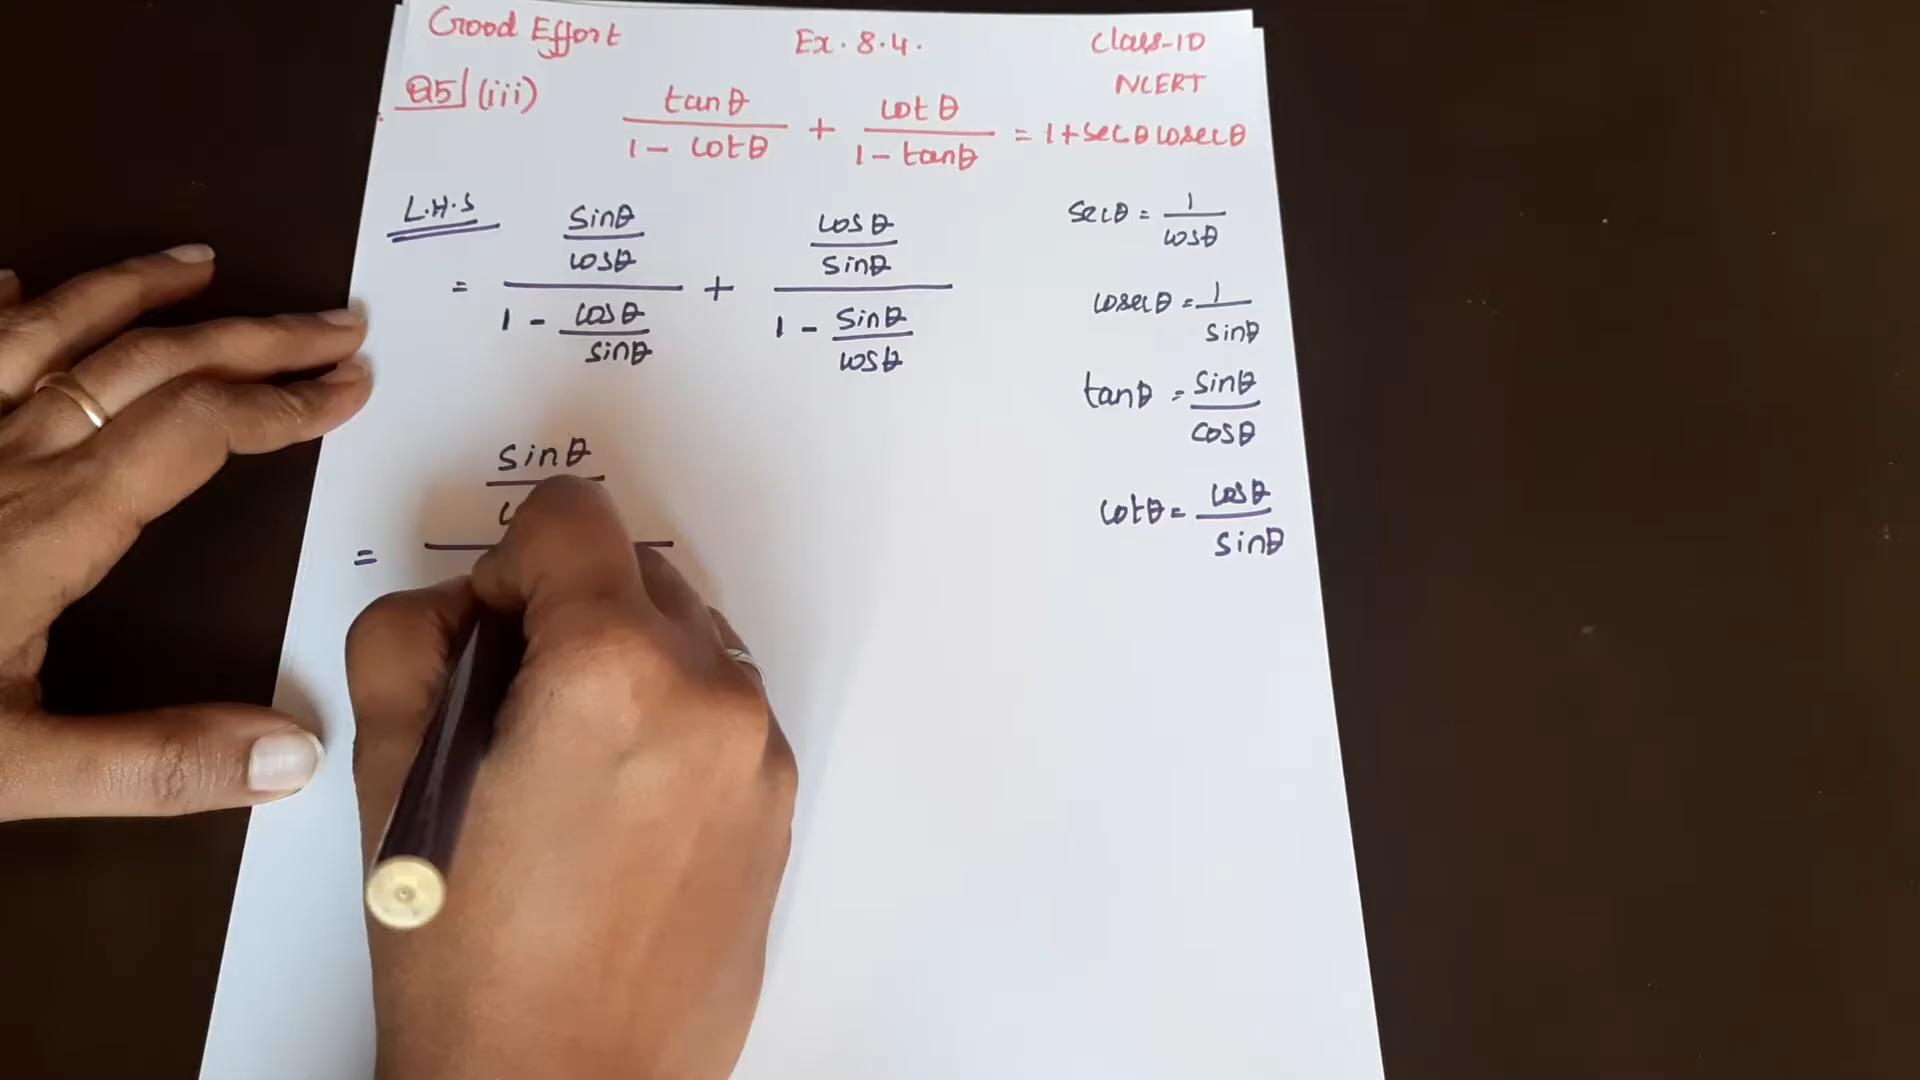 Good Effort Ex. 8.4. Class-10
NCERT
Q5 (iii) tanθ / 1 - cotθ + cotθ / 1 - tanθ = 1 + secθ cosecθ
L.H.S
= sinθ/cosθ / 1 - cosθ/sinθ + cosθ/sinθ / 1 - sinθ/cosθ
= sinθ
secθ = 1/cosθ
cosecθ = 1/sinθ
tanθ = sinθ/cosθ
cotθ = cosθ/sinθ